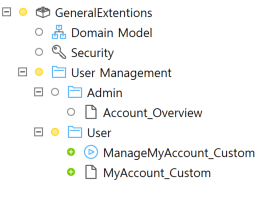 GeneralExtentions
Domain Model
Security
User Management
Admin
Account_Overview
User
ManageMyAccount_Custom
MyAccount_Custom